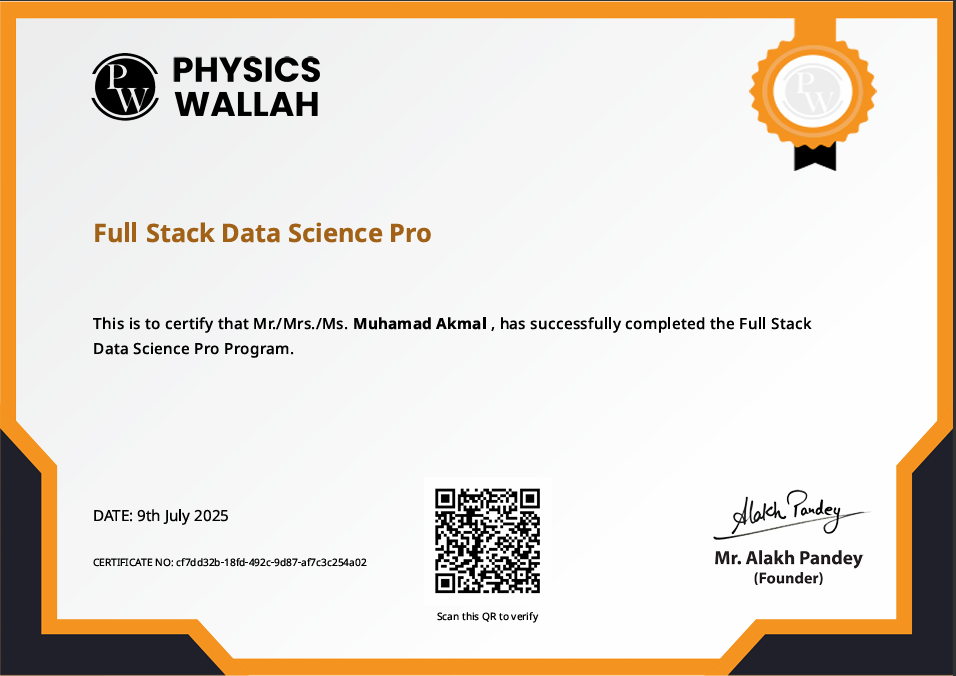 PW PHYSICS
WALLAH
PW
Full Stack Data Science Pro
This is to certify that Mr./Mrs./Ms. Muhamad Akmal , has successfully completed the Full Stack
Data Science Pro Program.
DATE: 9th July 2025
CERTIFICATE NO: cf7dd32b-18fd-492c-9d87-af7c3c254a02
Scan this QR to verify
Alakh Pandey
Mr. Alakh Pandey
(Founder)